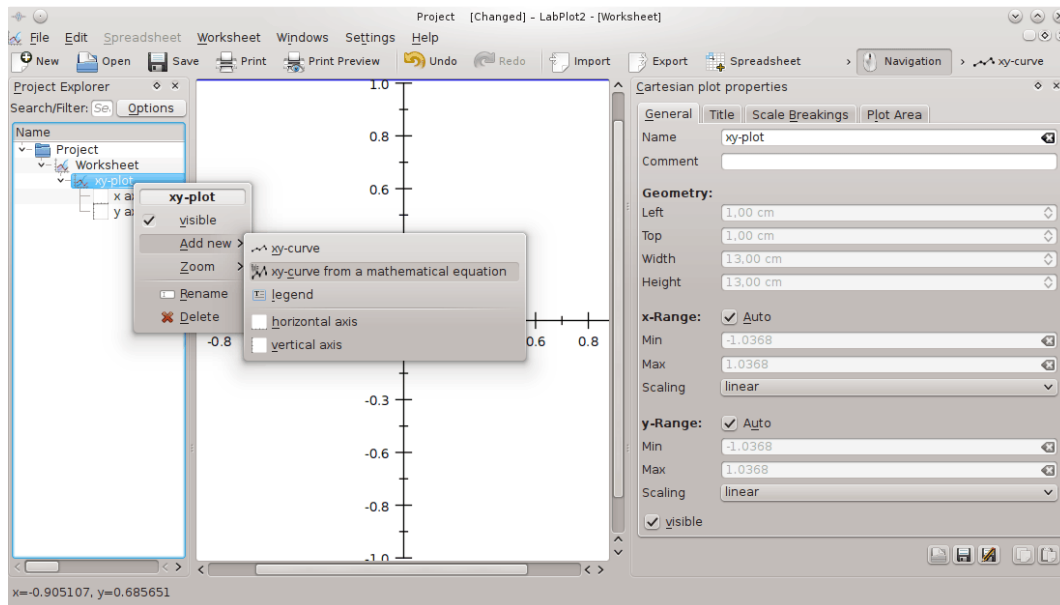 Project [Changed] – LabPlot2 - [Worksheet]
File Edit Spreadsheet Worksheet Windows Settings Help
New Open Save Print Print Preview Undo Redo Import Export Spreadsheet Navigation xy-curve
Project Explorer
Search/Filter: Se Options
Name
Project
Worksheet
xy-plot
x a
y a
xy-plot
visible
Add new
Zoom
Rename
Delete
xy-curve
xy-curve from a mathematical equation
legend
horizontal axis
vertical axis
1.0
0.8
0.6
-0.8 0.6 0.8
-0.3
-0.6
-0.8
-1.0
Cartesian plot properties
General Title Scale Breakings Plot Area
Name xy-plot
Comment
Geometry:
Left 1,00 cm
Top 1,00 cm
Width 13,00 cm
Height 13,00 cm
x-Range: Auto
Min -1.0368
Max 1.0368
Scaling linear
y-Range: Auto
Min -1.0368
Max 1.0368
Scaling linear
visible
x=-0.905107, y=0.685651